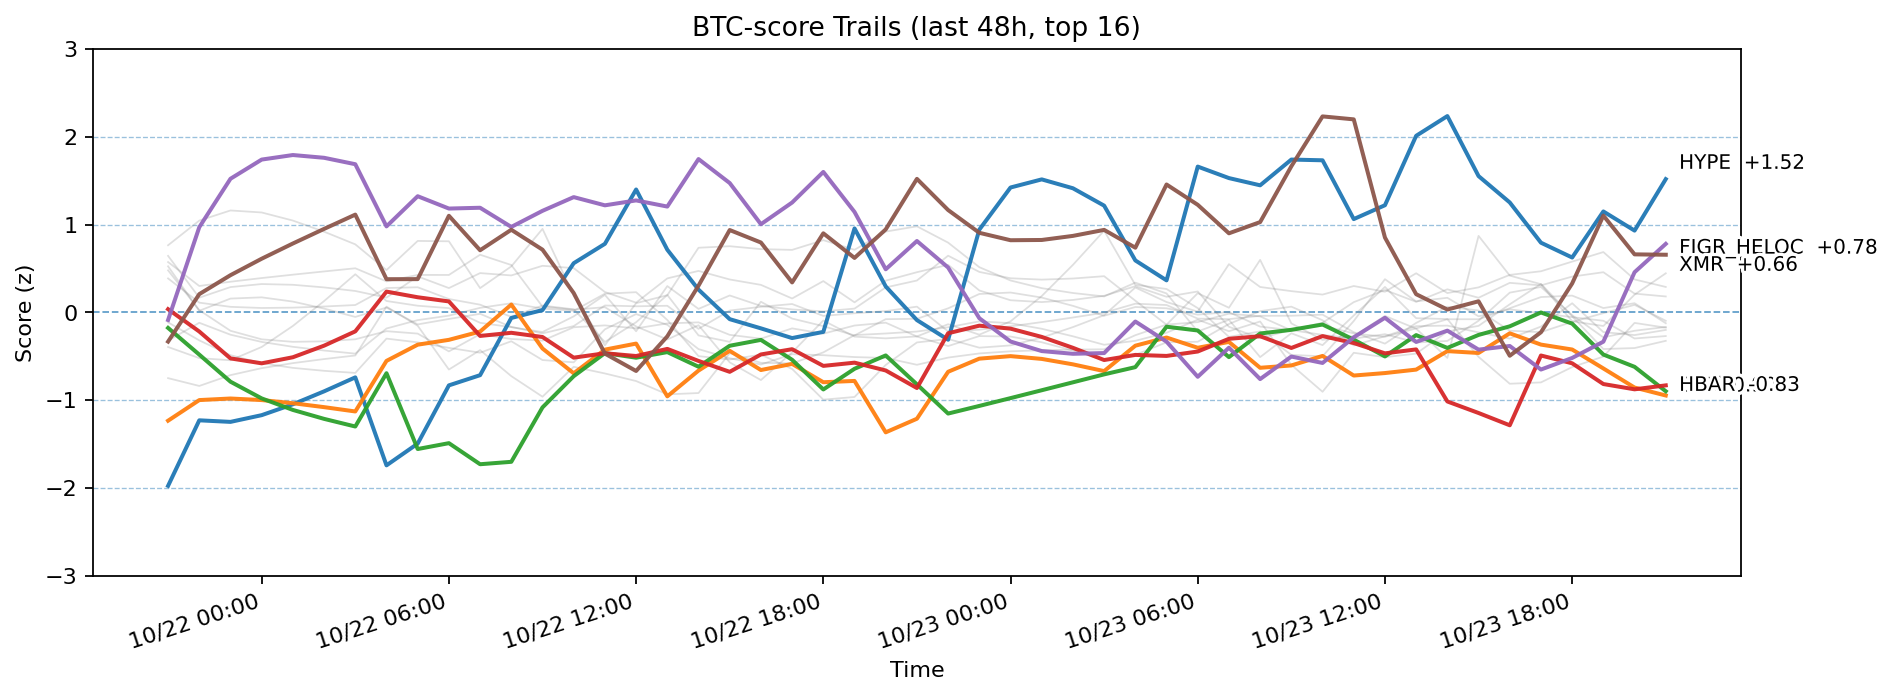 BTC-score Trails (last 48h, top 16)
Score (z)
3
2
1
0
−1
−2
−3
HYPE +1.52
FIGR_HELOC +0.78
XMR +0.66
HBAR -0.83
10/22 00:00
10/22 06:00
10/22 12:00
10/22 18:00
10/23 00:00
10/23 06:00
10/23 12:00
10/23 18:00
Time